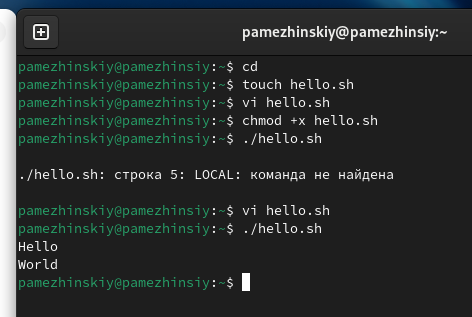 pamezhinskiy@pamezhinsiy:~
pamezhinskiy@pamezhinsiy:~$ cd
pamezhinskiy@pamezhinsiy:~$ touch hello.sh
pamezhinskiy@pamezhinsiy:~$ vi hello.sh
pamezhinskiy@pamezhinsiy:~$ chmod +x hello.sh
pamezhinskiy@pamezhinsiy:~$ ./hello.sh
./hello.sh: строка 5: LOCAL: команда не найдена
pamezhinskiy@pamezhinsiy:~$ vi hello.sh
pamezhinskiy@pamezhinsiy:~$ ./hello.sh
Hello
World
pamezhinskiy@pamezhinsiy:~$